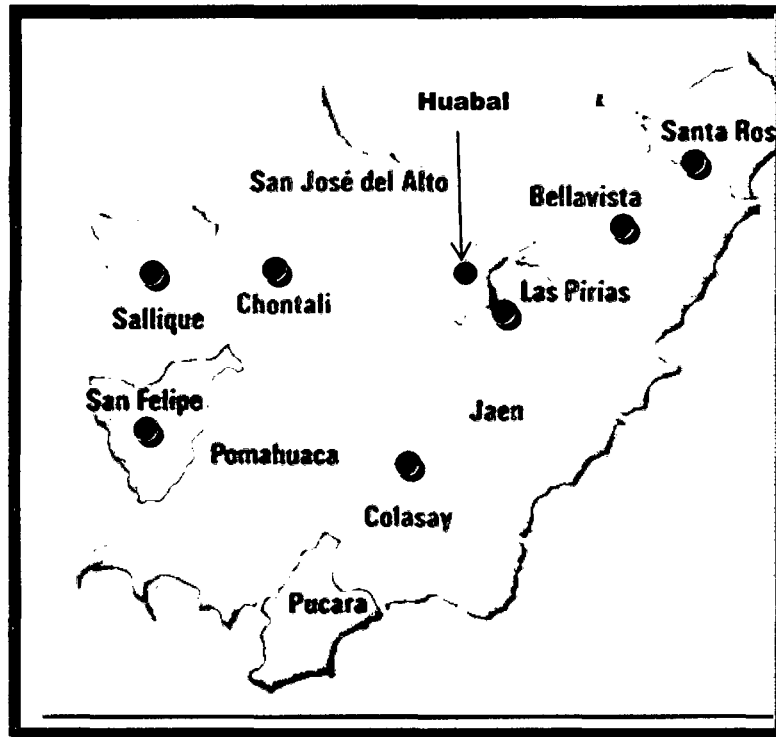 Huabal
Santa Ros
San José del Alto
Bellavista
Sallique
Chontali
Las Pirias
San Felipe
Jaen
Pomahuaca
Colasay
Pucara